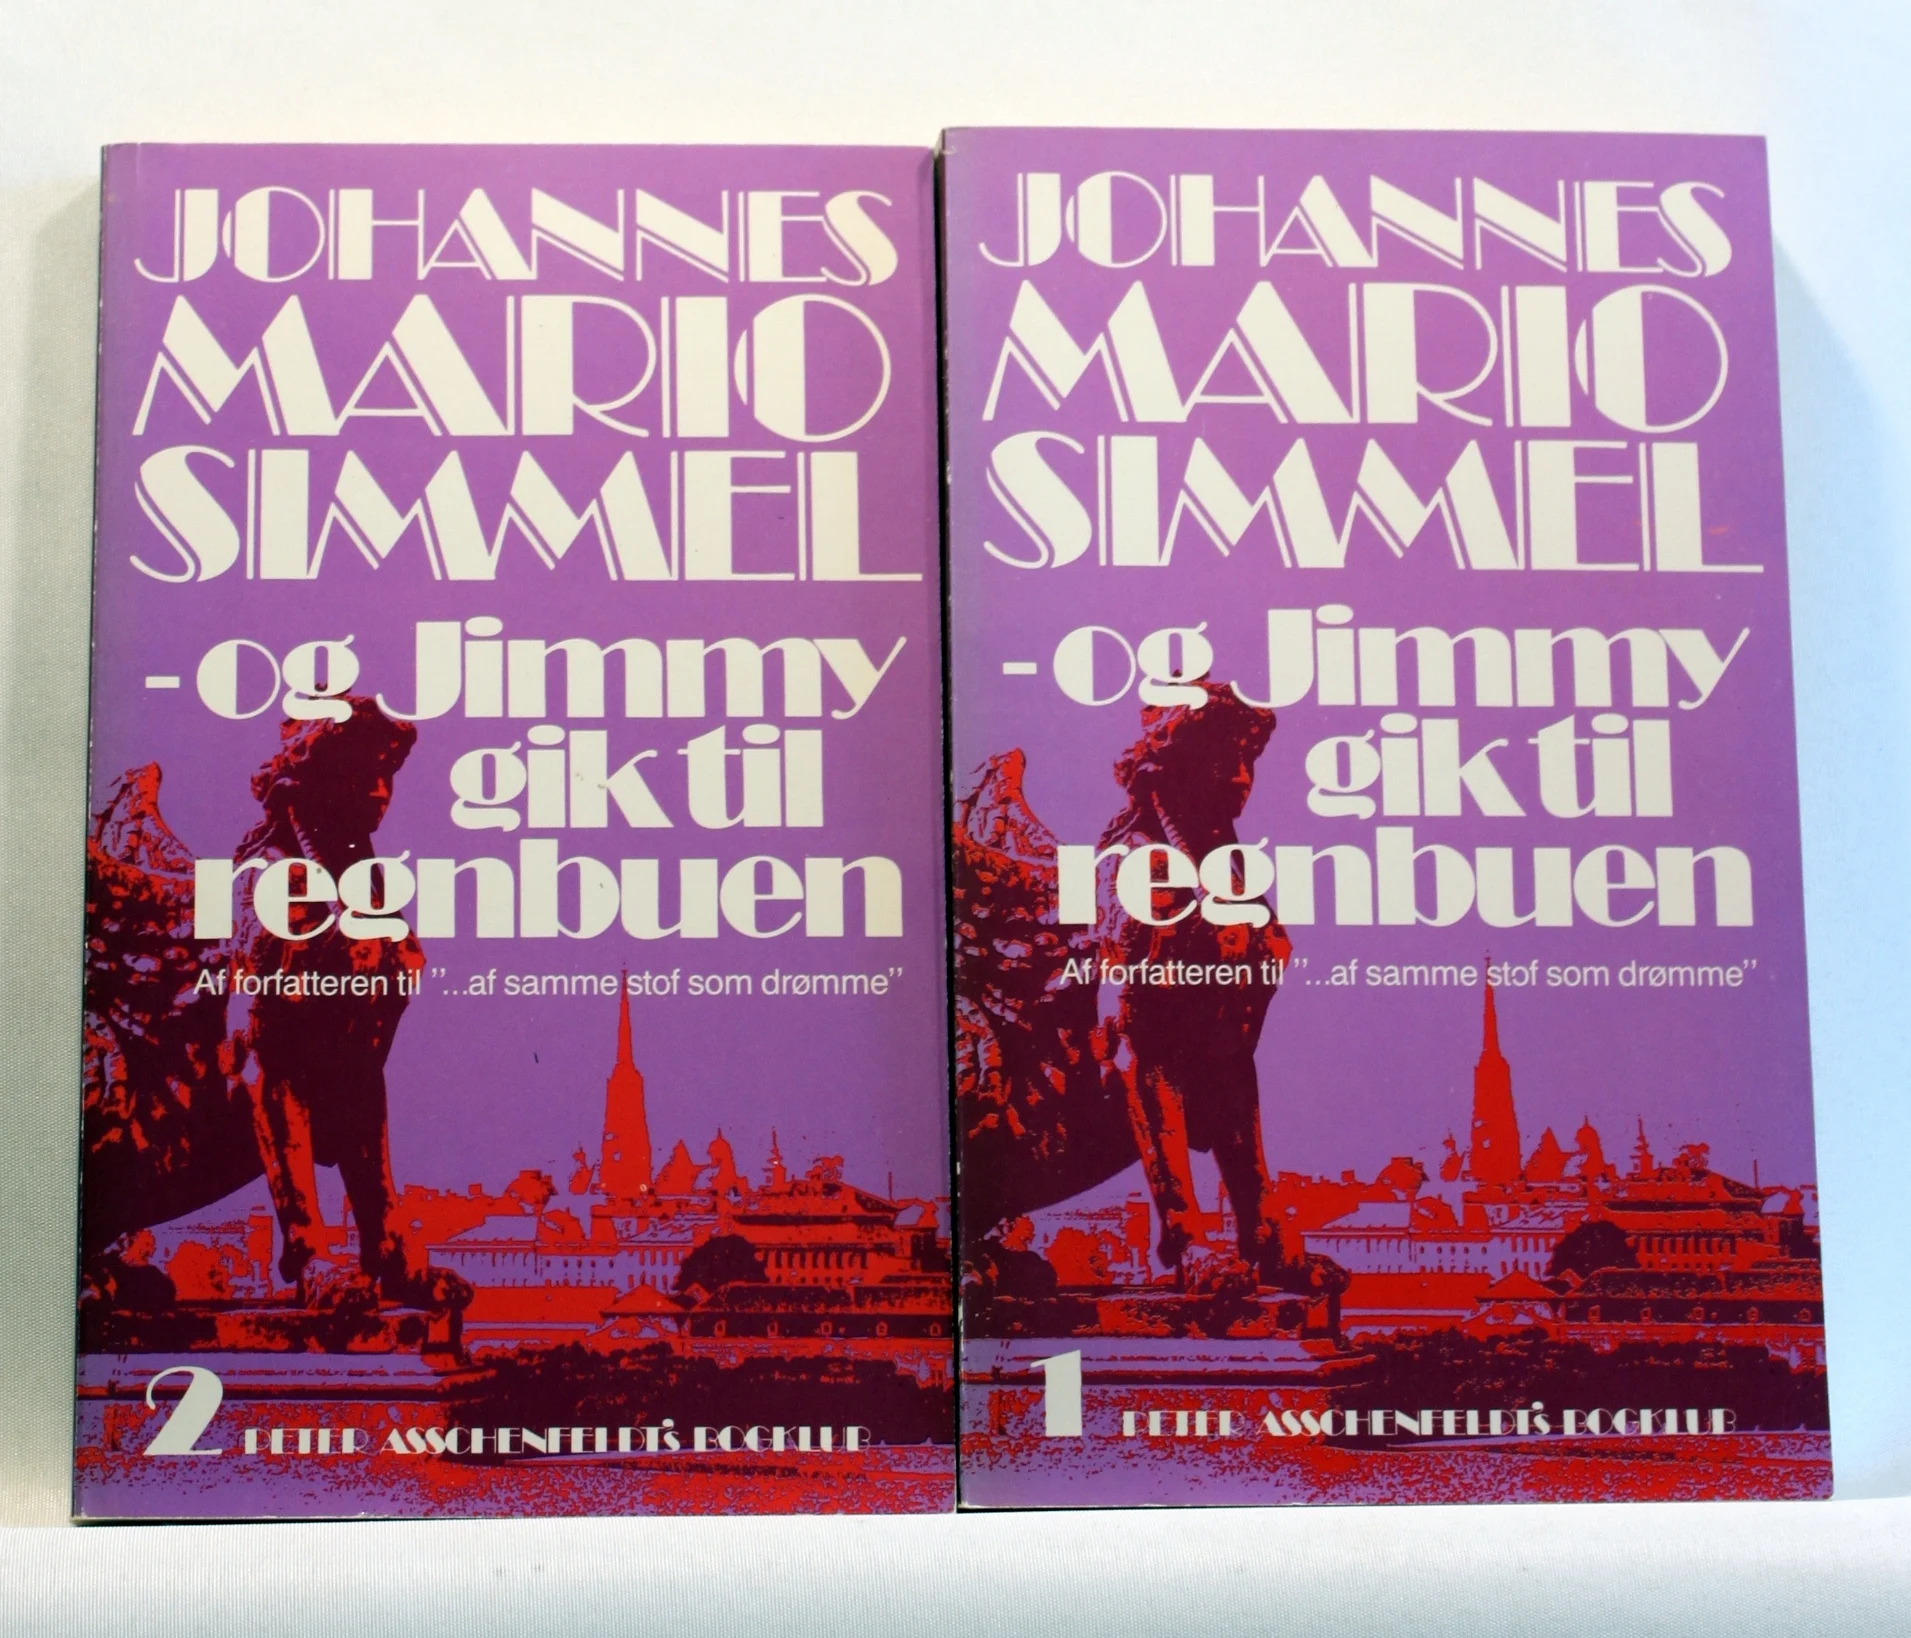 JOHANNES
MARIO
SIMMEL
- og Jimmy
gik til
regnbuen
Af forfatteren til ”...af samme stof som drømme”
2 PETER ASSCHENFELDT's BOGKLUB
JOHANNES
MARIO
SIMMEL
- og Jimmy
gik til
regnbuen
Af forfatteren til ”...af samme stof som drømme”
1 PETER ASSCHENFELDT's BOGKLUB